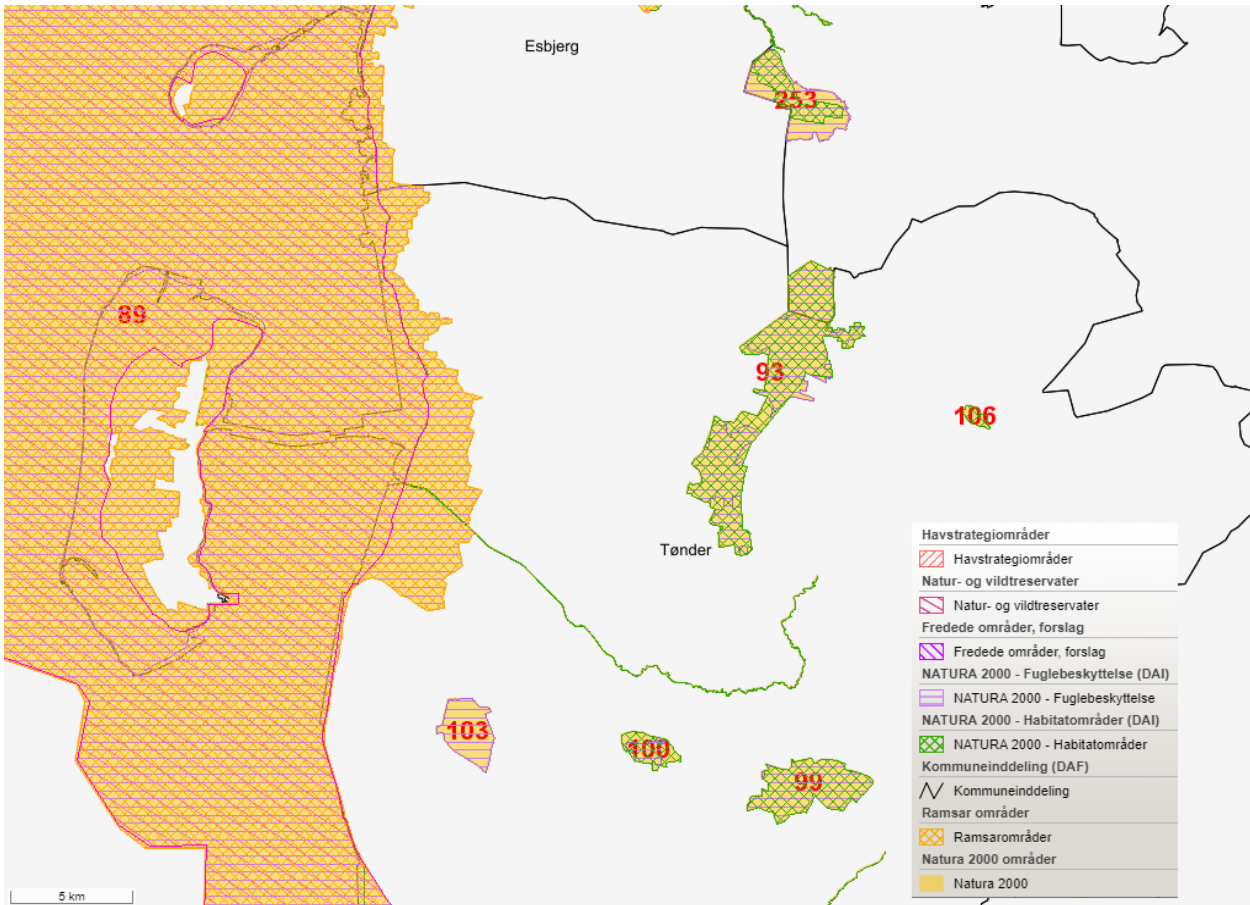 Esbjerg
253
89
93
106
Tønder
103
100
99
5 km
Havstrategiområder
Havstrategiområder
Natur- og vildtreservater
Natur- og vildtreservater
Fredede områder, forslag
Fredede områder, forslag
NATURA 2000 - Fuglebeskyttelse (DAI)
NATURA 2000 - Fuglebeskyttelse
NATURA 2000 - Habitatområder (DAI)
NATURA 2000 - Habitatområder
Kommuneinddeling (DAF)
Kommuneinddeling
Ramsar områder
Ramsarområder
Natura 2000 områder
Natura 2000